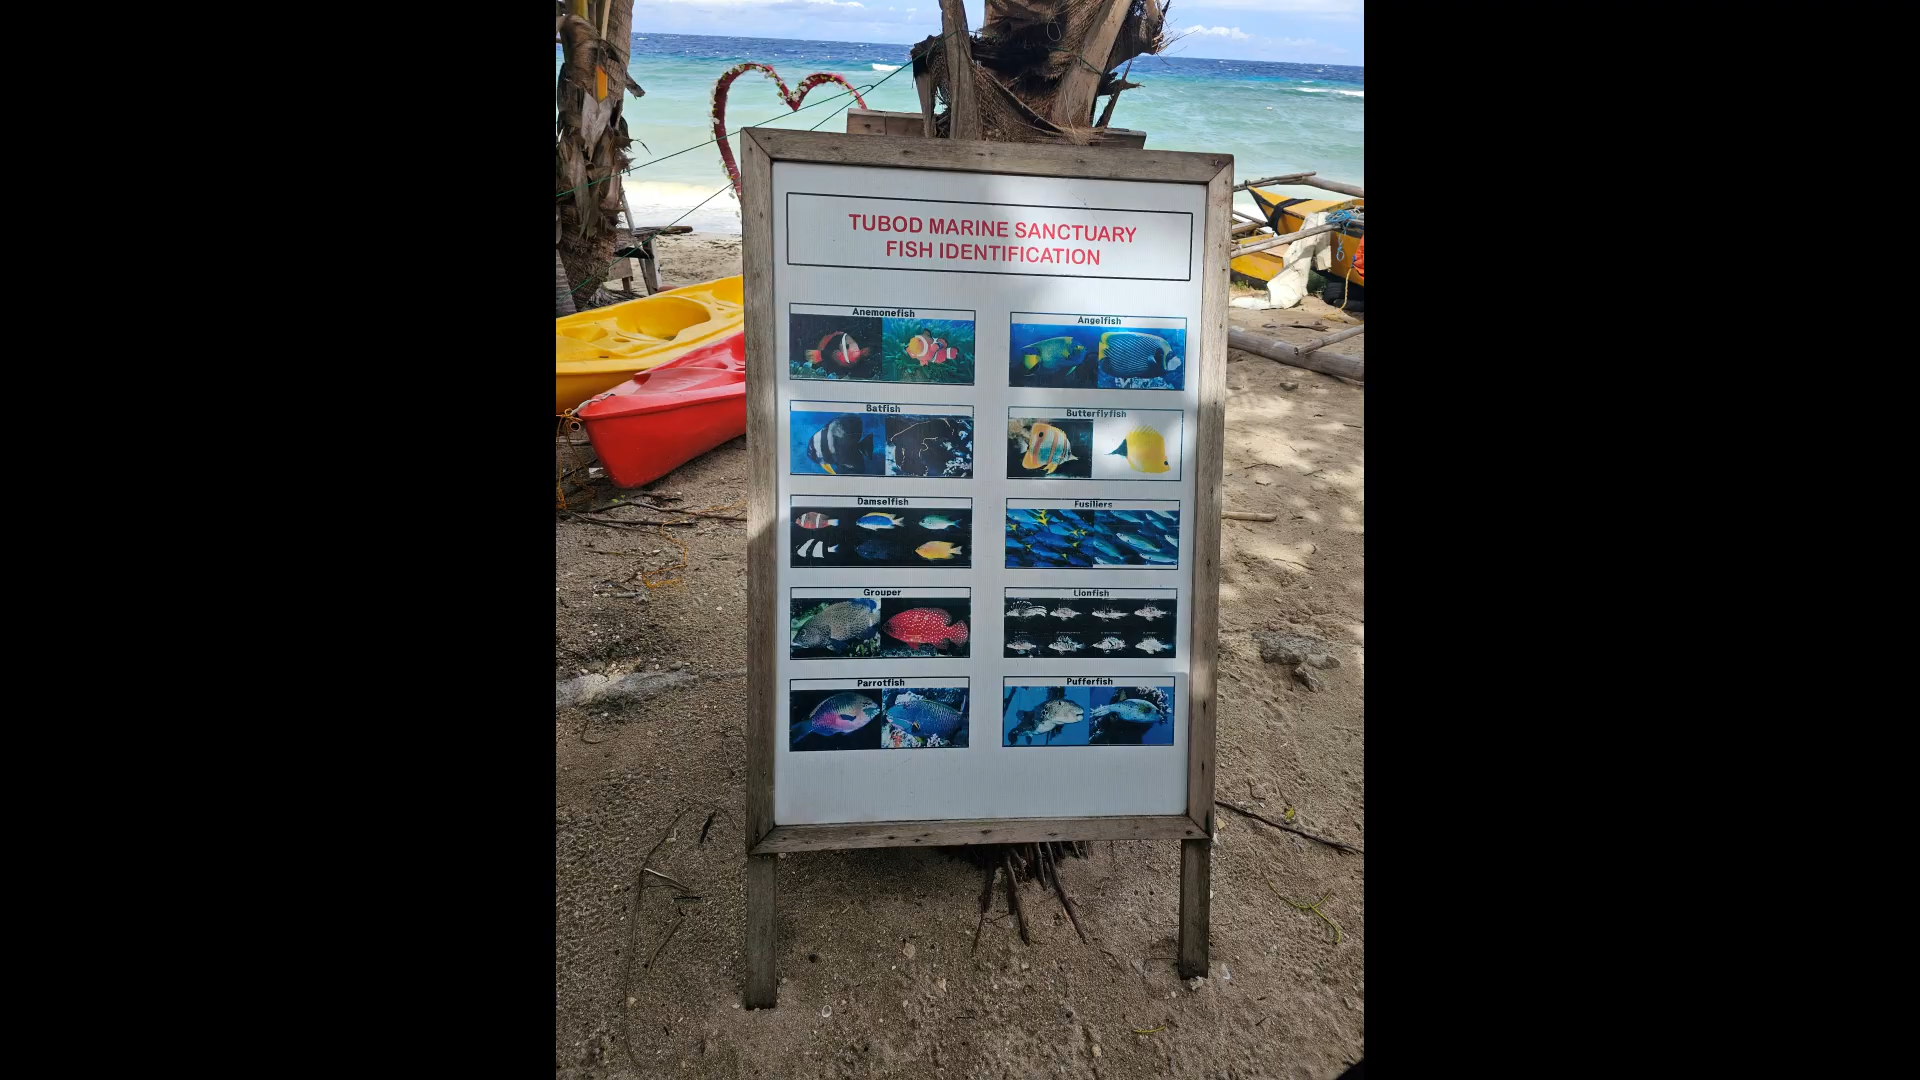 TUBOD MARINE SANCTUARY
FISH IDENTIFICATION
Anemonefish
Angelfish
Batfish
Butterflyfish
Damselfish
Fusiliers
Grouper
Lionfish
Parrotfish
Pufferfish